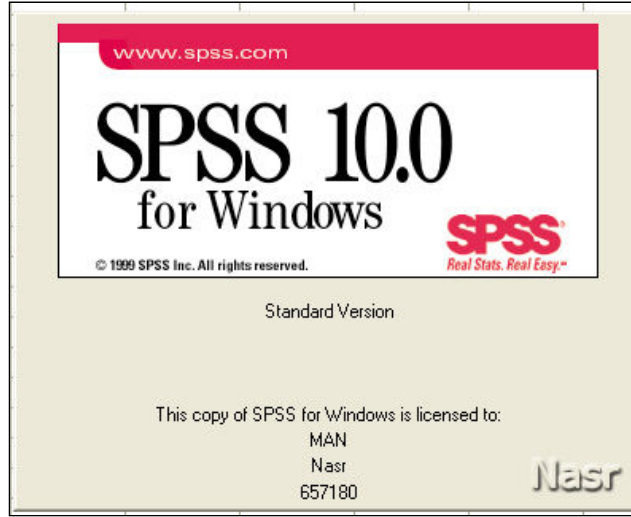 www.spss.com
SPSS 10.0
for Windows
SPSS®
© 1999 SPSS Inc. All rights reserved.
Real Stats. Real Easy.℠
Standard Version
This copy of SPSS for Windows is licensed to:
MAN
Nasr
657180
Nasr